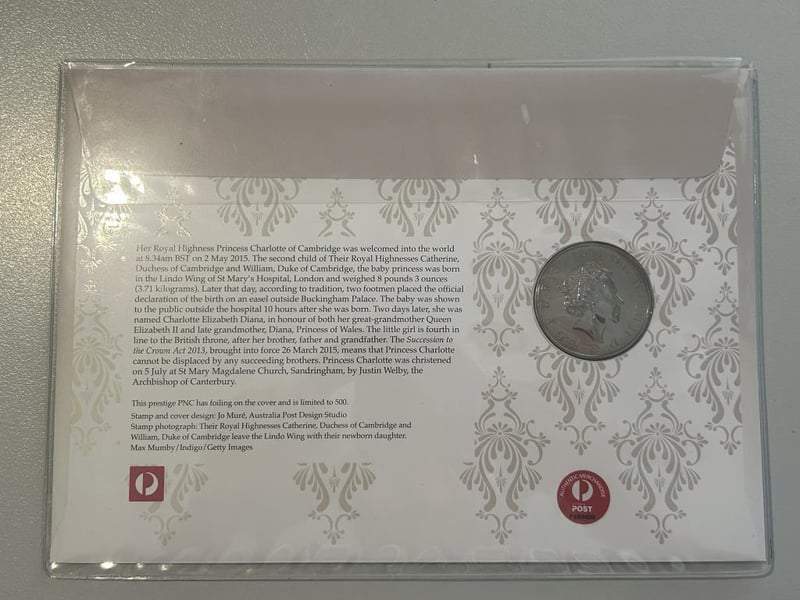 Her Royal Highness Princess Charlotte of Cambridge was welcomed into the world
at 8.34am BST on 2 May 2015. The second child of Their Royal Highnesses Catherine,
Duchess of Cambridge and William, Duke of Cambridge, the baby princess was born
in the Lindo Wing of St Mary's Hospital, London and weighed 8 pounds 3 ounces
(3.71 kilograms). Later that day, according to tradition, two footmen placed the official
declaration of the birth on an easel outside Buckingham Palace. The baby was shown
to the public outside the hospital 10 hours after she was born. Two days later, she was
named Charlotte Elizabeth Diana, in honour of both her great-grandmother Queen
Elizabeth II and late grandmother, Diana, Princess of Wales. The little girl is fourth in
line to the British throne, after her brother, father and grandfather. The Succession to
the Crown Act 2013, brought into force 26 March 2015, means that Princess Charlotte
cannot be displaced by any succeeding brothers. Princess Charlotte was christened
on 5 July at St Mary Magdalene Church, Sandringham, by Justin Welby, the
Archbishop of Canterbury.
This prestige PNC has foiling on the cover and is limited to 500.
Stamp and cover design: Jo Muré, Australia Post Design Studio
Stamp photograph: Their Royal Highnesses Catherine, Duchess of Cambridge and
William, Duke of Cambridge leave the Lindo Wing with their newborn daughter.
Max Mumby/Indigo/Getty Images
AUTHENTIC MERCHANDISE
POST